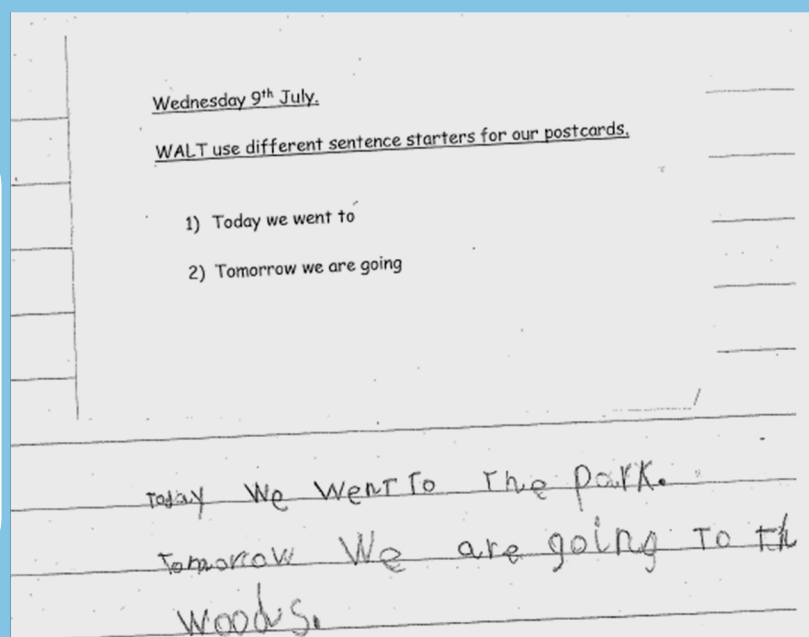 Wednesday 9th July.
WALT use different sentence starters for our postcards.
1) Today we went to
2) Tomorrow we are going
Today We WenT To The park.
Tomorrow We are going To th
Woods.